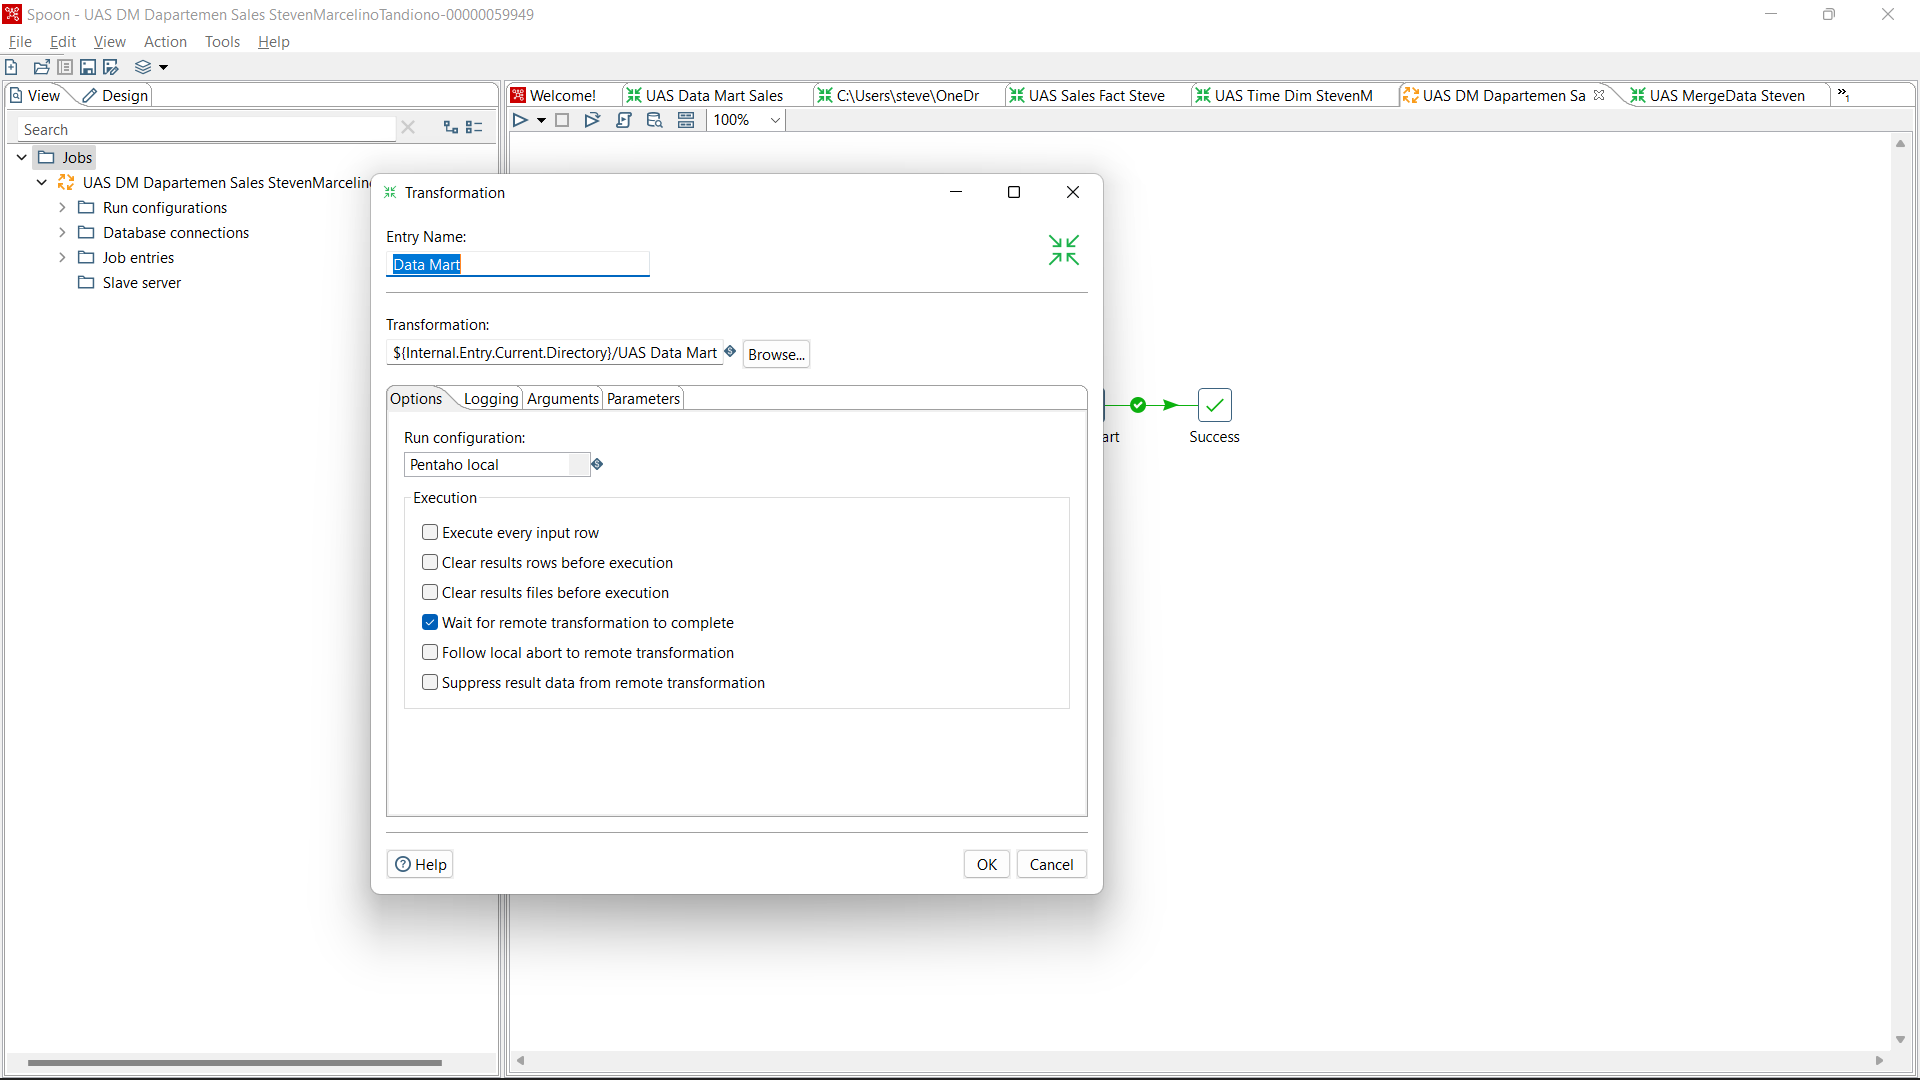 Spoon - UAS DM Dapartemen Sales StevenMarcelinoTandiono-00000059949
File Edit View Action Tools Help
View Design
Welcome! UAS Data Mart Sales C:\Users\steve\OneDr UAS Sales Fact Steve UAS Time Dim StevenM UAS DM Dapartemen Sa UAS MergeData Steven »1
Search
100%
Jobs
UAS DM Dapartemen Sales StevenMarcelin
Run configurations
Database connections
Job entries
Slave server
Transformation
Entry Name:
Data Mart
Transformation:
${Internal.Entry.Current.Directory}/UAS Data Mart
Browse...
Options Logging Arguments Parameters
Run configuration:
Pentaho local
Execution
Execute every input row
Clear results rows before execution
Clear results files before execution
Wait for remote transformation to complete
Follow local abort to remote transformation
Suppress result data from remote transformation
Help
OK
Cancel
art
Success